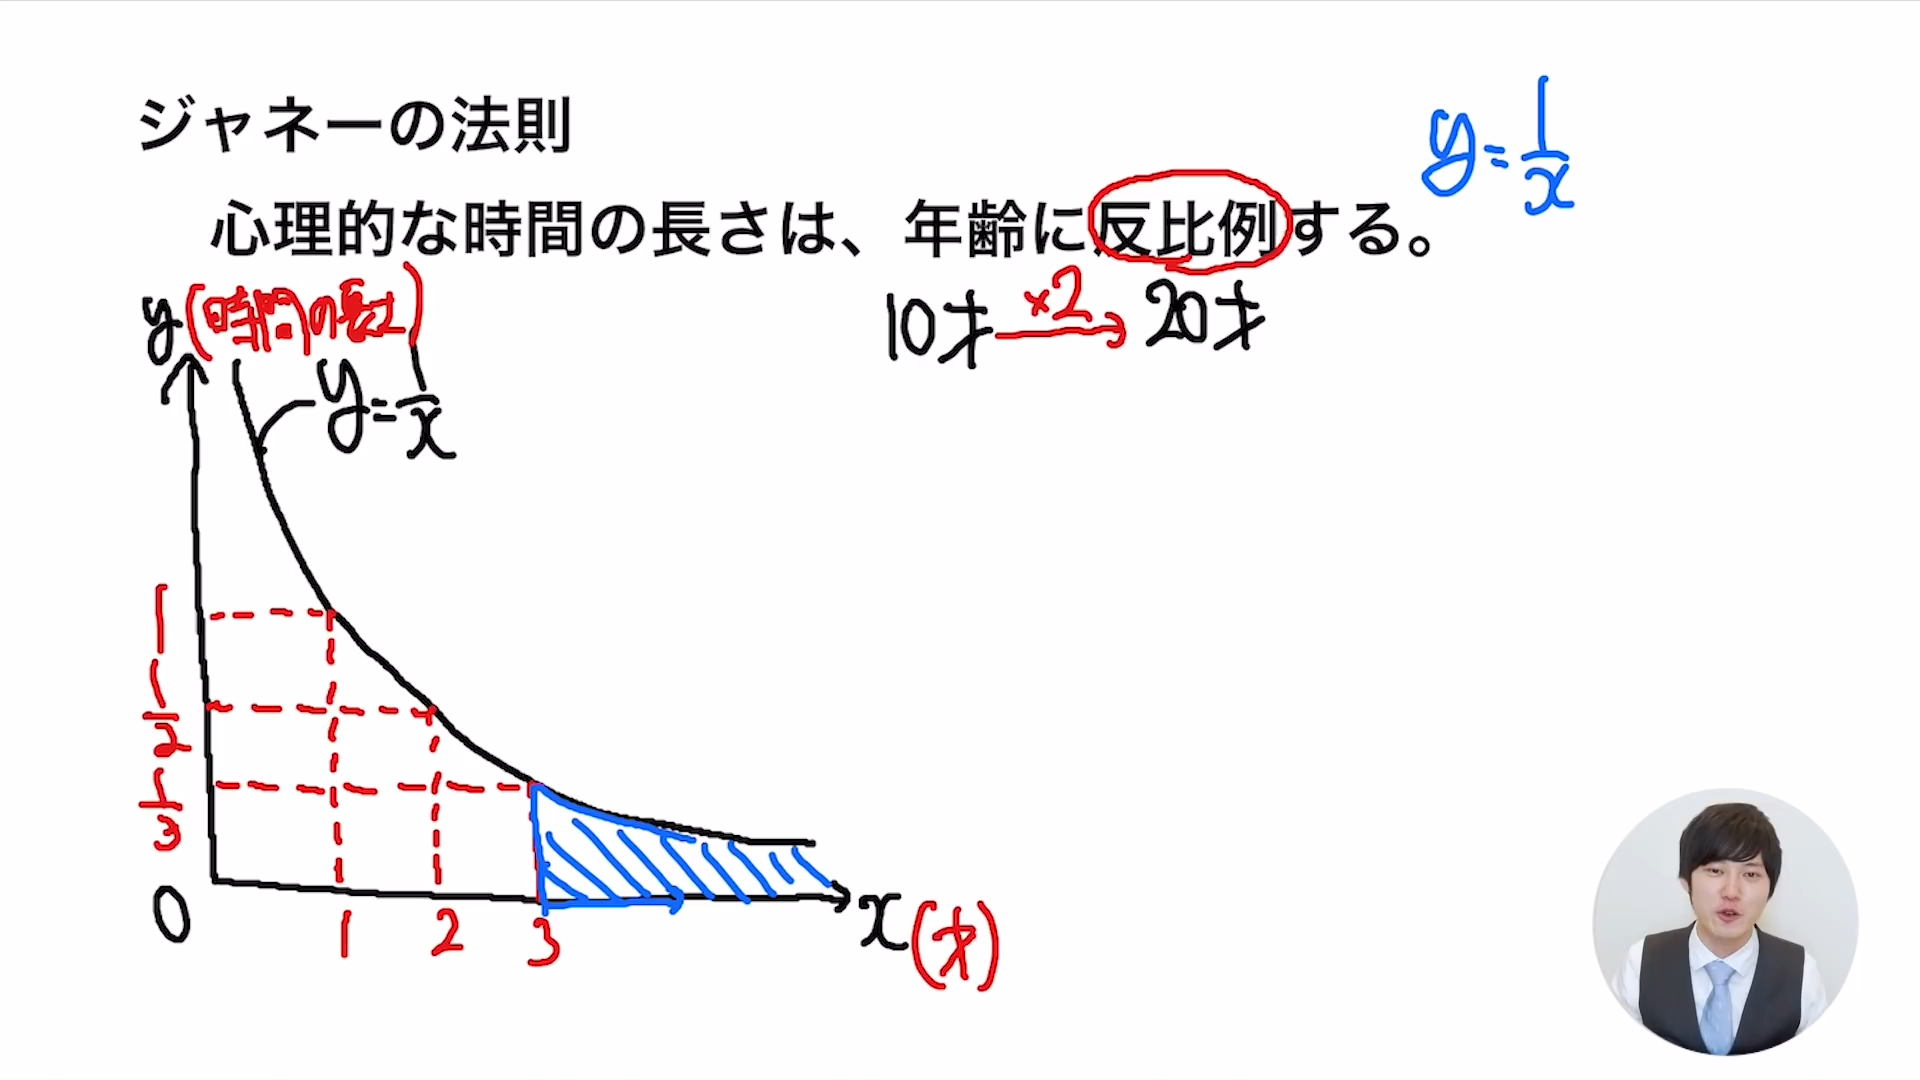 ジャネーの法則
y=1/x
心理的な時間の長さは、年齢に反比例する。
10才 ×2 20才
y(時間の長さ)
y=1/x
1
1/2
1/3
0
1 2 3 x(才)